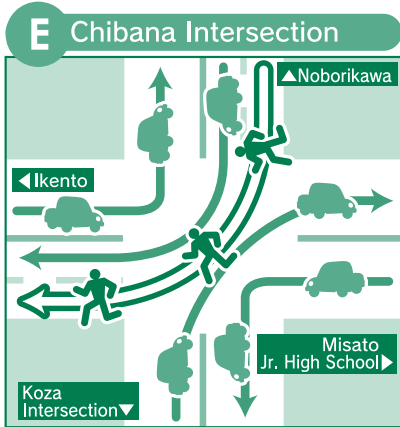 E Chibana Intersection
▲Noborikawa
◀Ikento
Misato
Jr. High School▶
Koza
Intersection▼